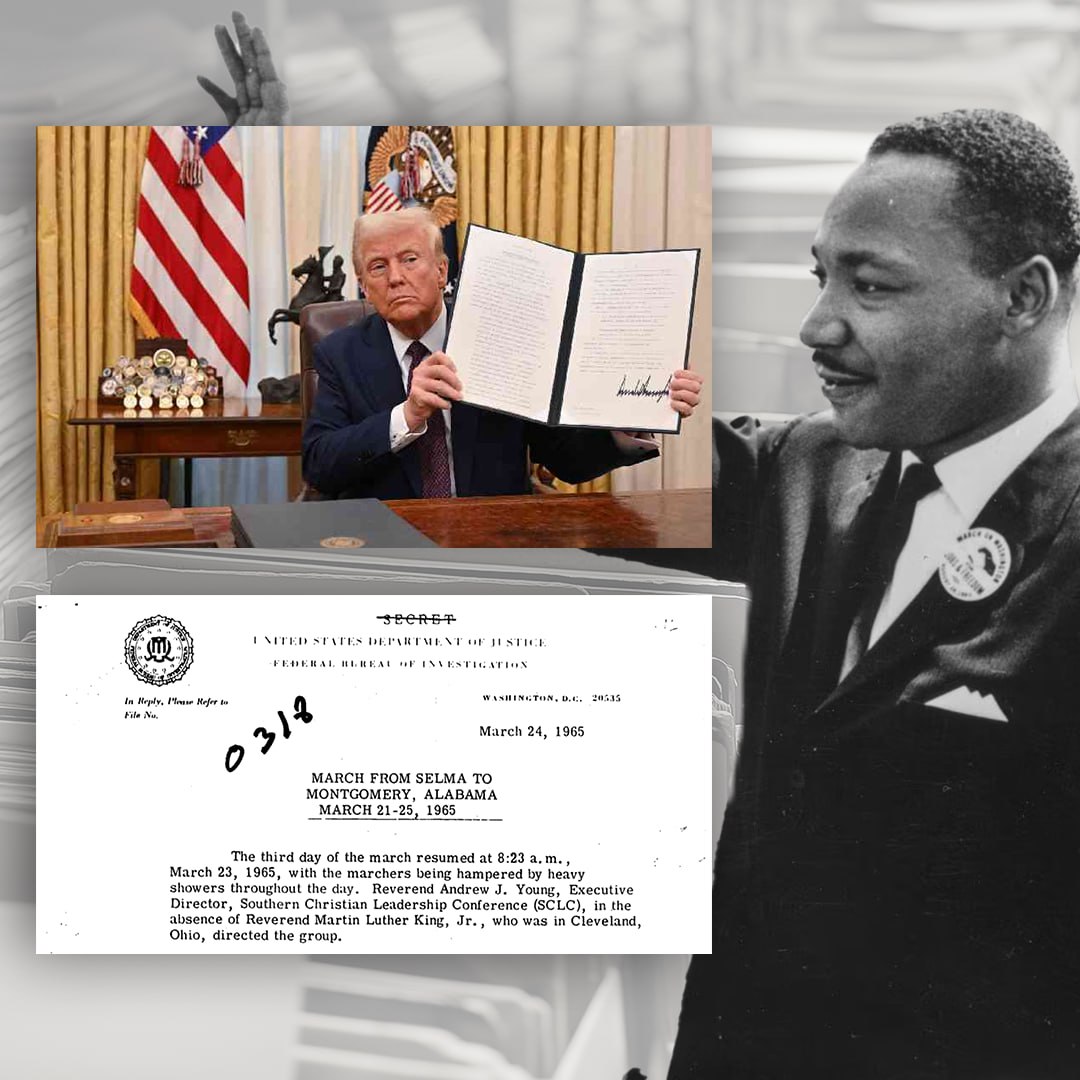 MARCH ON WASHINGTON
JOBS & FREEDOM
SECRET
UNITED STATES DEPARTMENT OF JUSTICE
FEDERAL BUREAU OF INVESTIGATION
In Reply, Please Refer to
File No.
WASHINGTON, D.C. 20535
March 24, 1965
0318
MARCH FROM SELMA TO
MONTGOMERY, ALABAMA
MARCH 21-25, 1965
The third day of the march resumed at 8:23 a.m.,
March 23, 1965, with the marchers being hampered by heavy
showers throughout the day. Reverend Andrew J. Young, Executive
Director, Southern Christian Leadership Conference (SCLC), in the
absence of Reverend Martin Luther King, Jr., who was in Cleveland,
Ohio, directed the group.